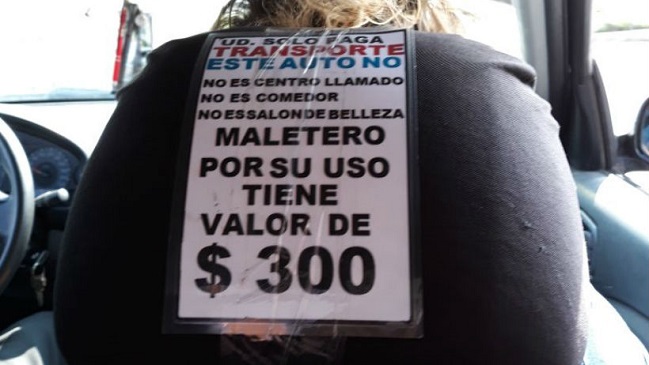 UD. SOLO PAGA
TRANSPORTE
ESTE AUTO NO
NO ES CENTRO LLAMADO
NO ES COMEDOR
NO ES SALON DE BELLEZA
MALETERO
POR SU USO
TIENE
VALOR DE
$ 300